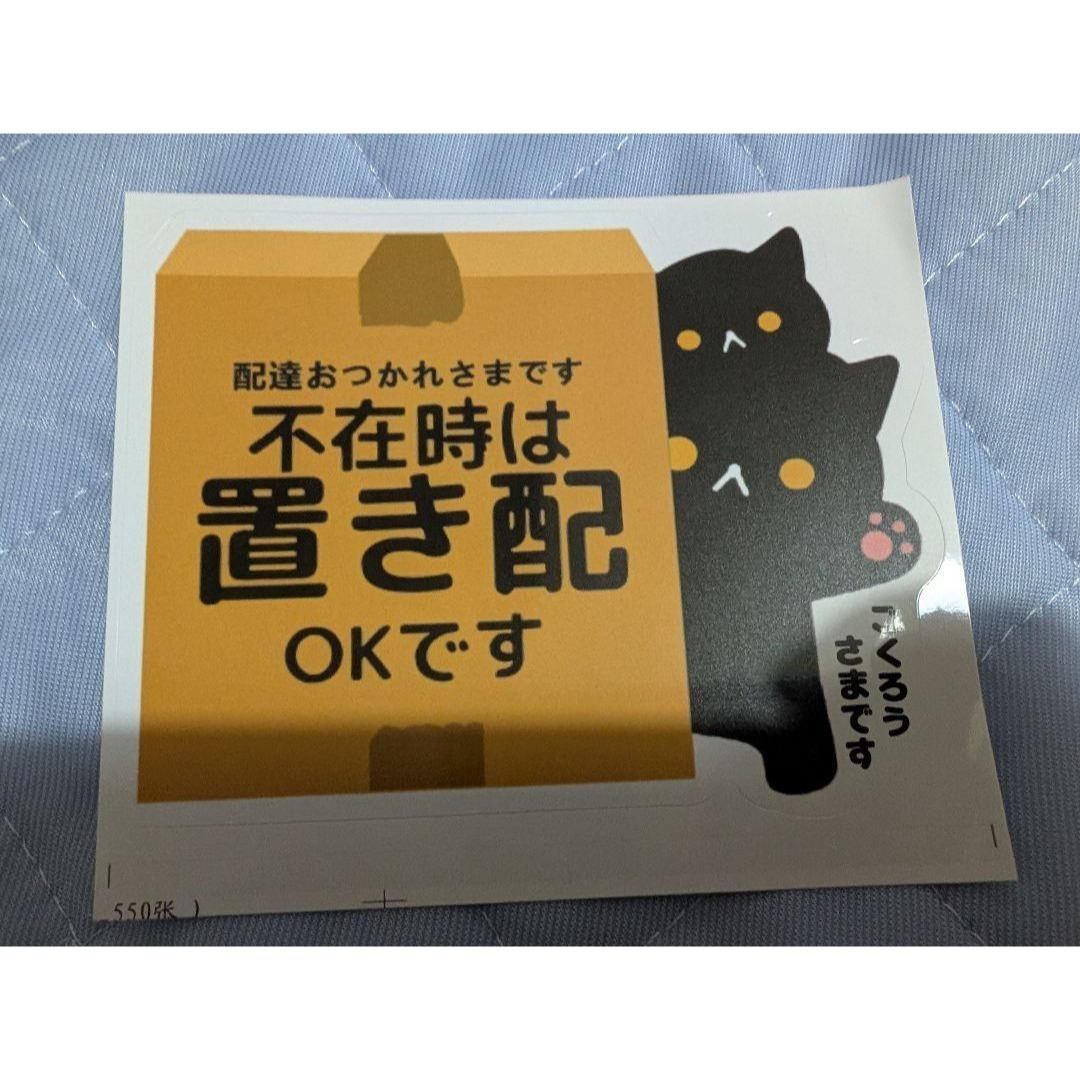 配達おつかれさまです
不在時は
置き配
OKです
ごくろう
さまです
550张 )